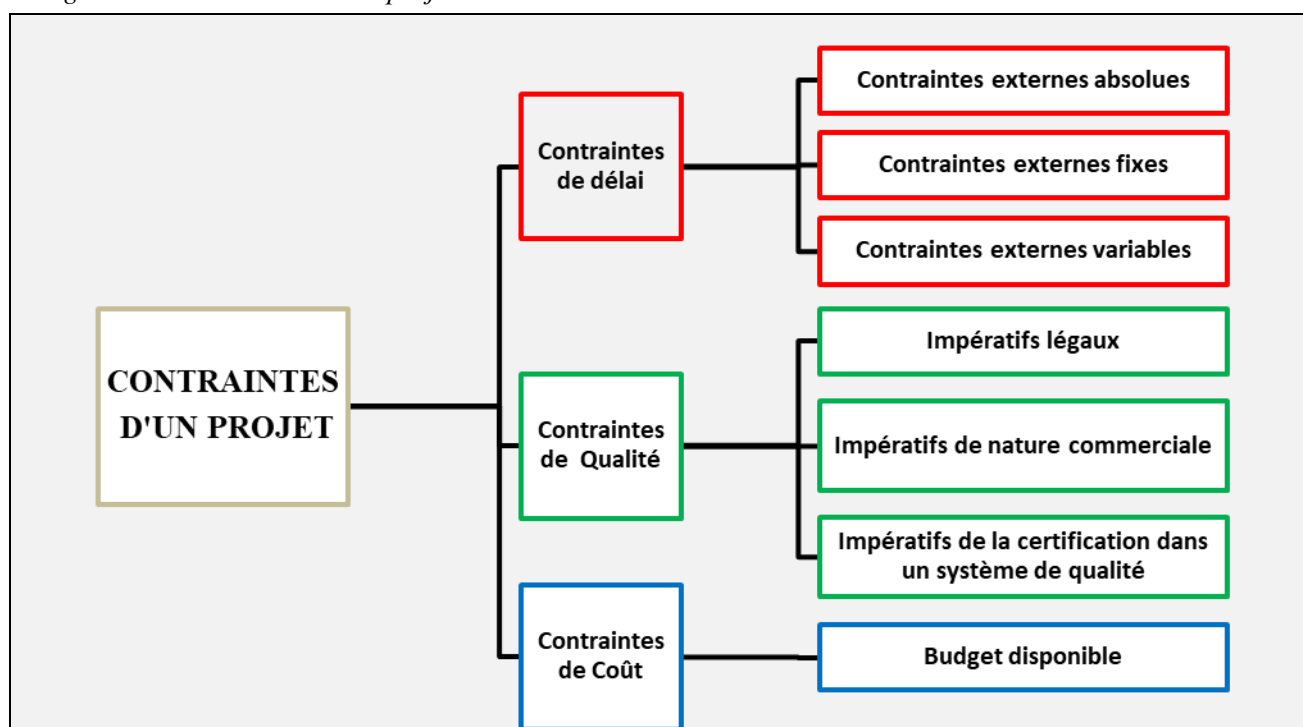 Contraintes externes absolues
Contraintes
de délai
Contraintes externes fixes
Contraintes externes variables
CONTRAINTES
D'UN PROJET
Impératifs légaux
Contraintes
de Qualité
Impératifs de nature commerciale
Impératifs de la certification dans
un système de qualité
Contraintes
de Coût
Budget disponible